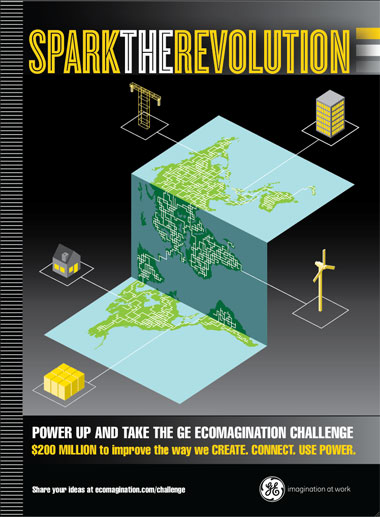 SPARKTHEREVOLUTION
POWER UP AND TAKE THE GE ECOMAGINATION CHALLENGE
$200 MILLION to improve the way we CREATE. CONNECT. USE POWER.
Share your ideas at ecomagination.com/challenge
GE imagination at work